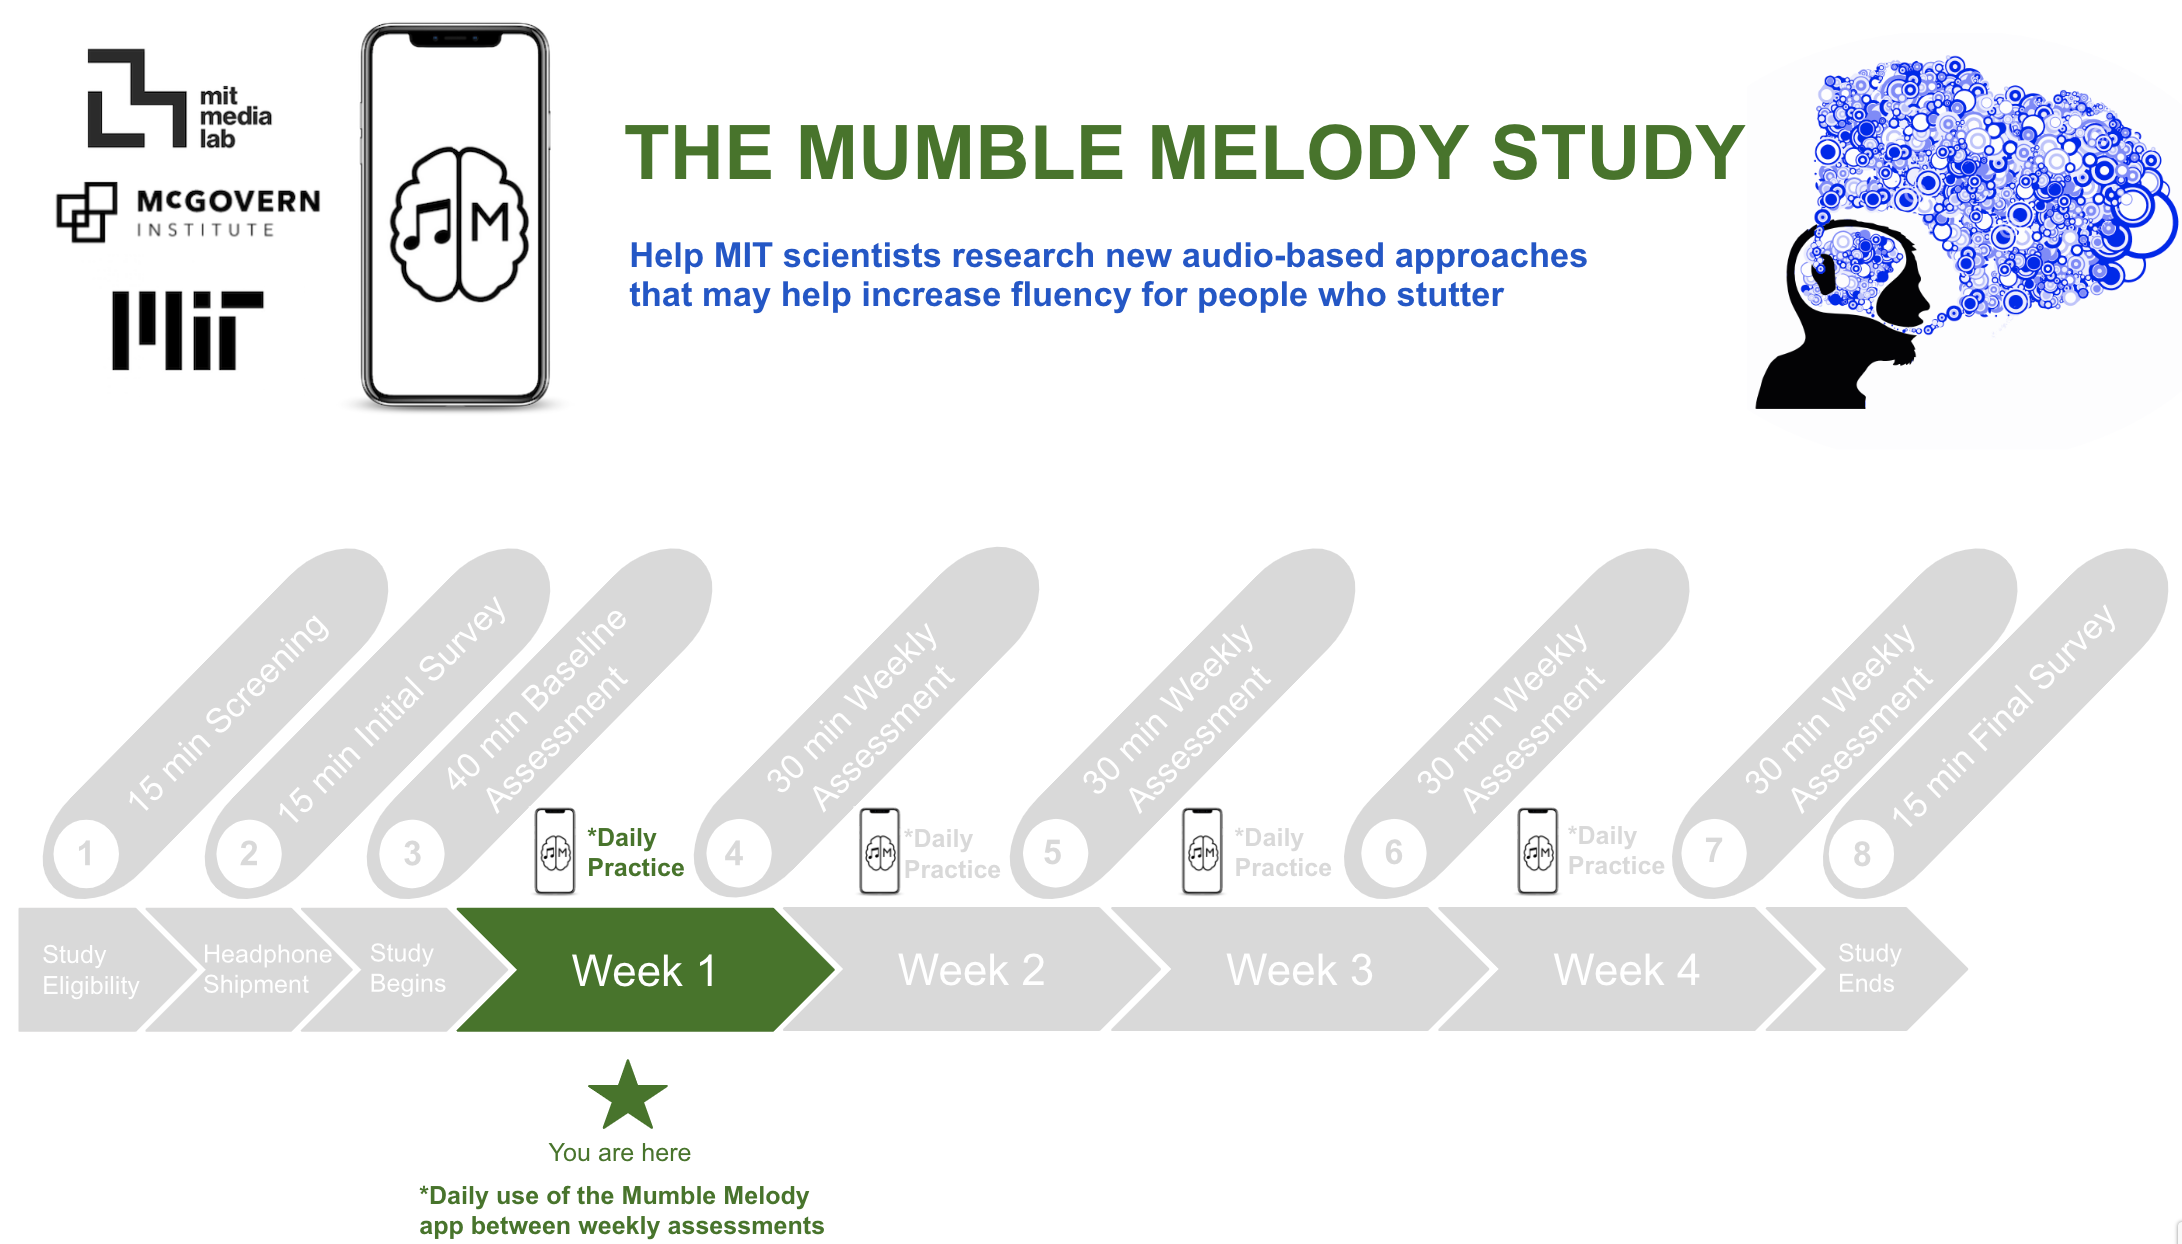 mit
media
lab
McGOVERN
INSTITUTE
MIT
M
THE MUMBLE MELODY STUDY
Help MIT scientists research new audio-based approaches
that may help increase fluency for people who stutter
1
15 min Screening
2
15 min Initial Survey
3
40 min Baseline
Assessment
M
*Daily
Practice
4
30 min Weekly
Assessment
M
*Daily
Practice
5
30 min Weekly
Assessment
M
*Daily
Practice
6
30 min Weekly
Assessment
M
*Daily
Practice
7
30 min Weekly
Assessment
8
15 min Final Survey
Study
Eligibility
Headphone
Shipment
Study
Begins
Week 1
Week 2
Week 3
Week 4
Study
Ends
You are here
*Daily use of the Mumble Melody
app between weekly assessments